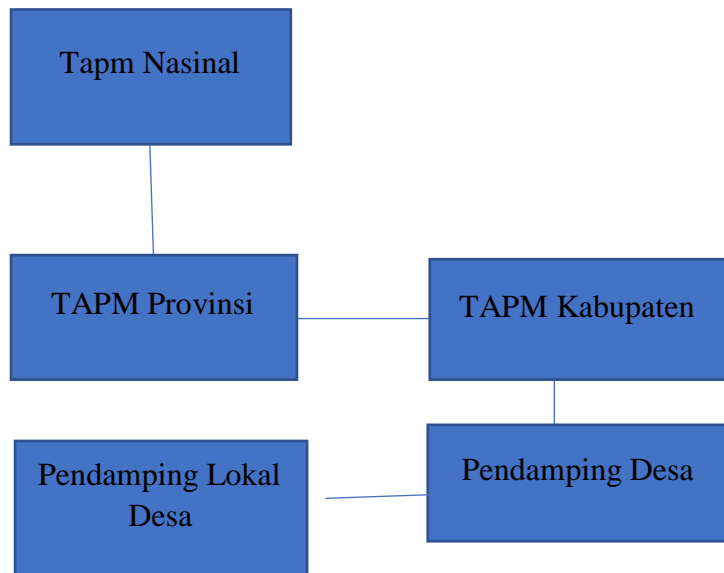 Tapm Nasinal
TAPM Provinsi
TAPM Kabupaten
Pendamping Lokal
Desa
Pendamping Desa